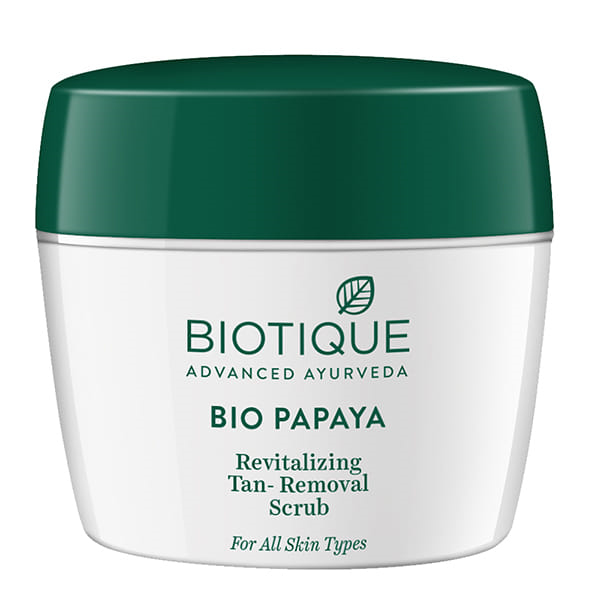 BIOTIQUE
ADVANCED AYURVEDA
BIO PAPAYA
Revitalizing
Tan- Removal
Scrub
For All Skin Types